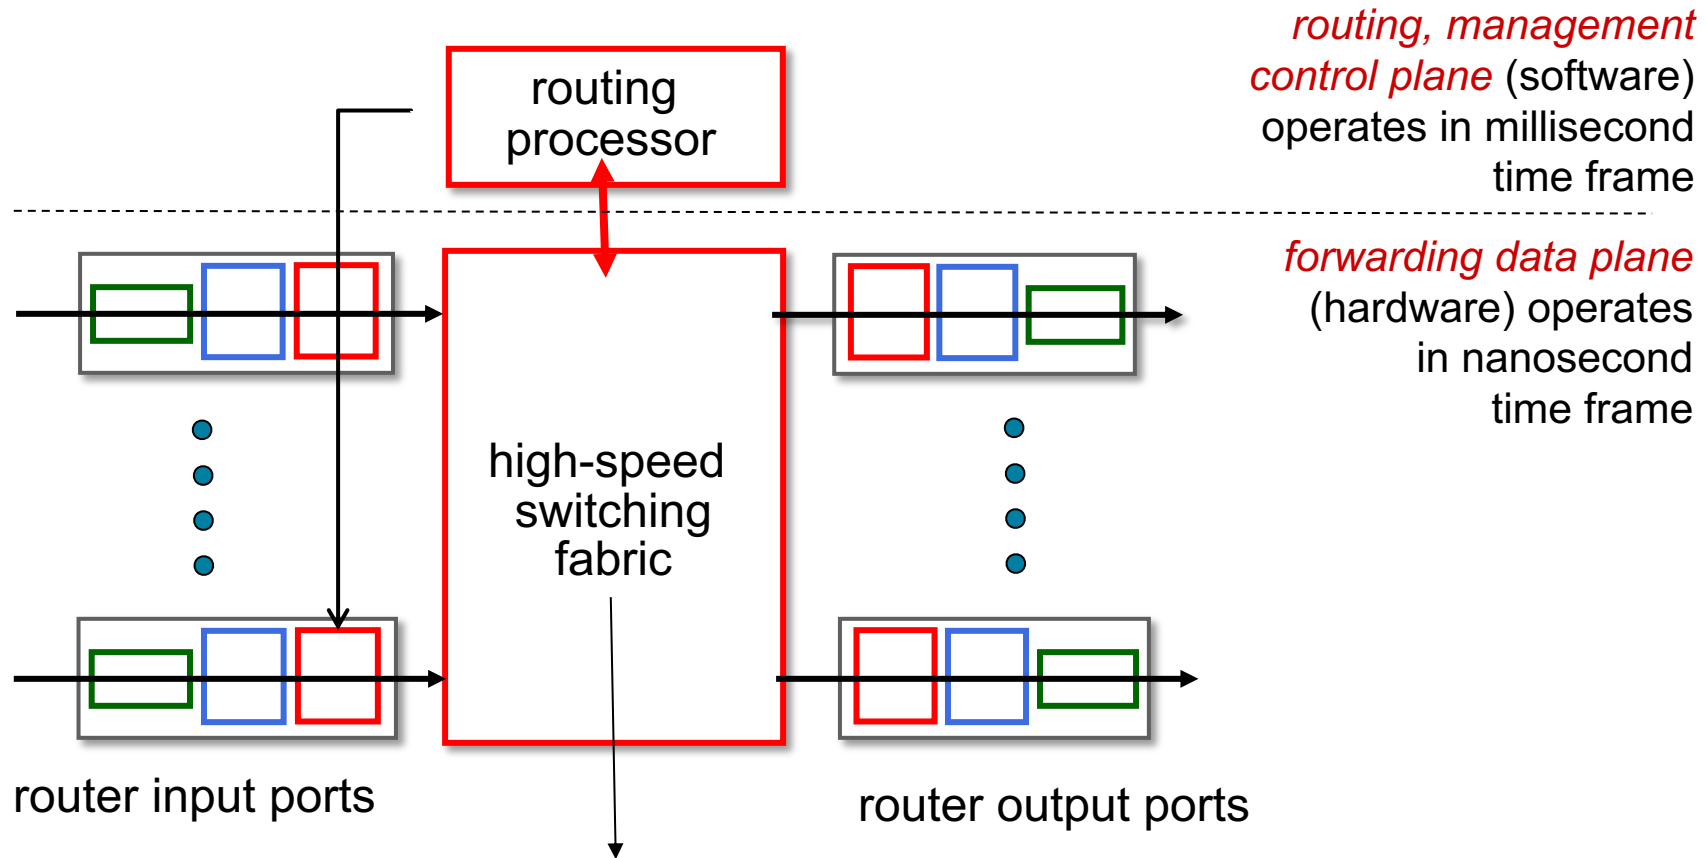 routing
processor
routing, management
control plane (software)
operates in millisecond
time frame
forwarding data plane
(hardware) operates
in nanosecond
time frame
high-speed
switching
fabric
router input ports
router output ports